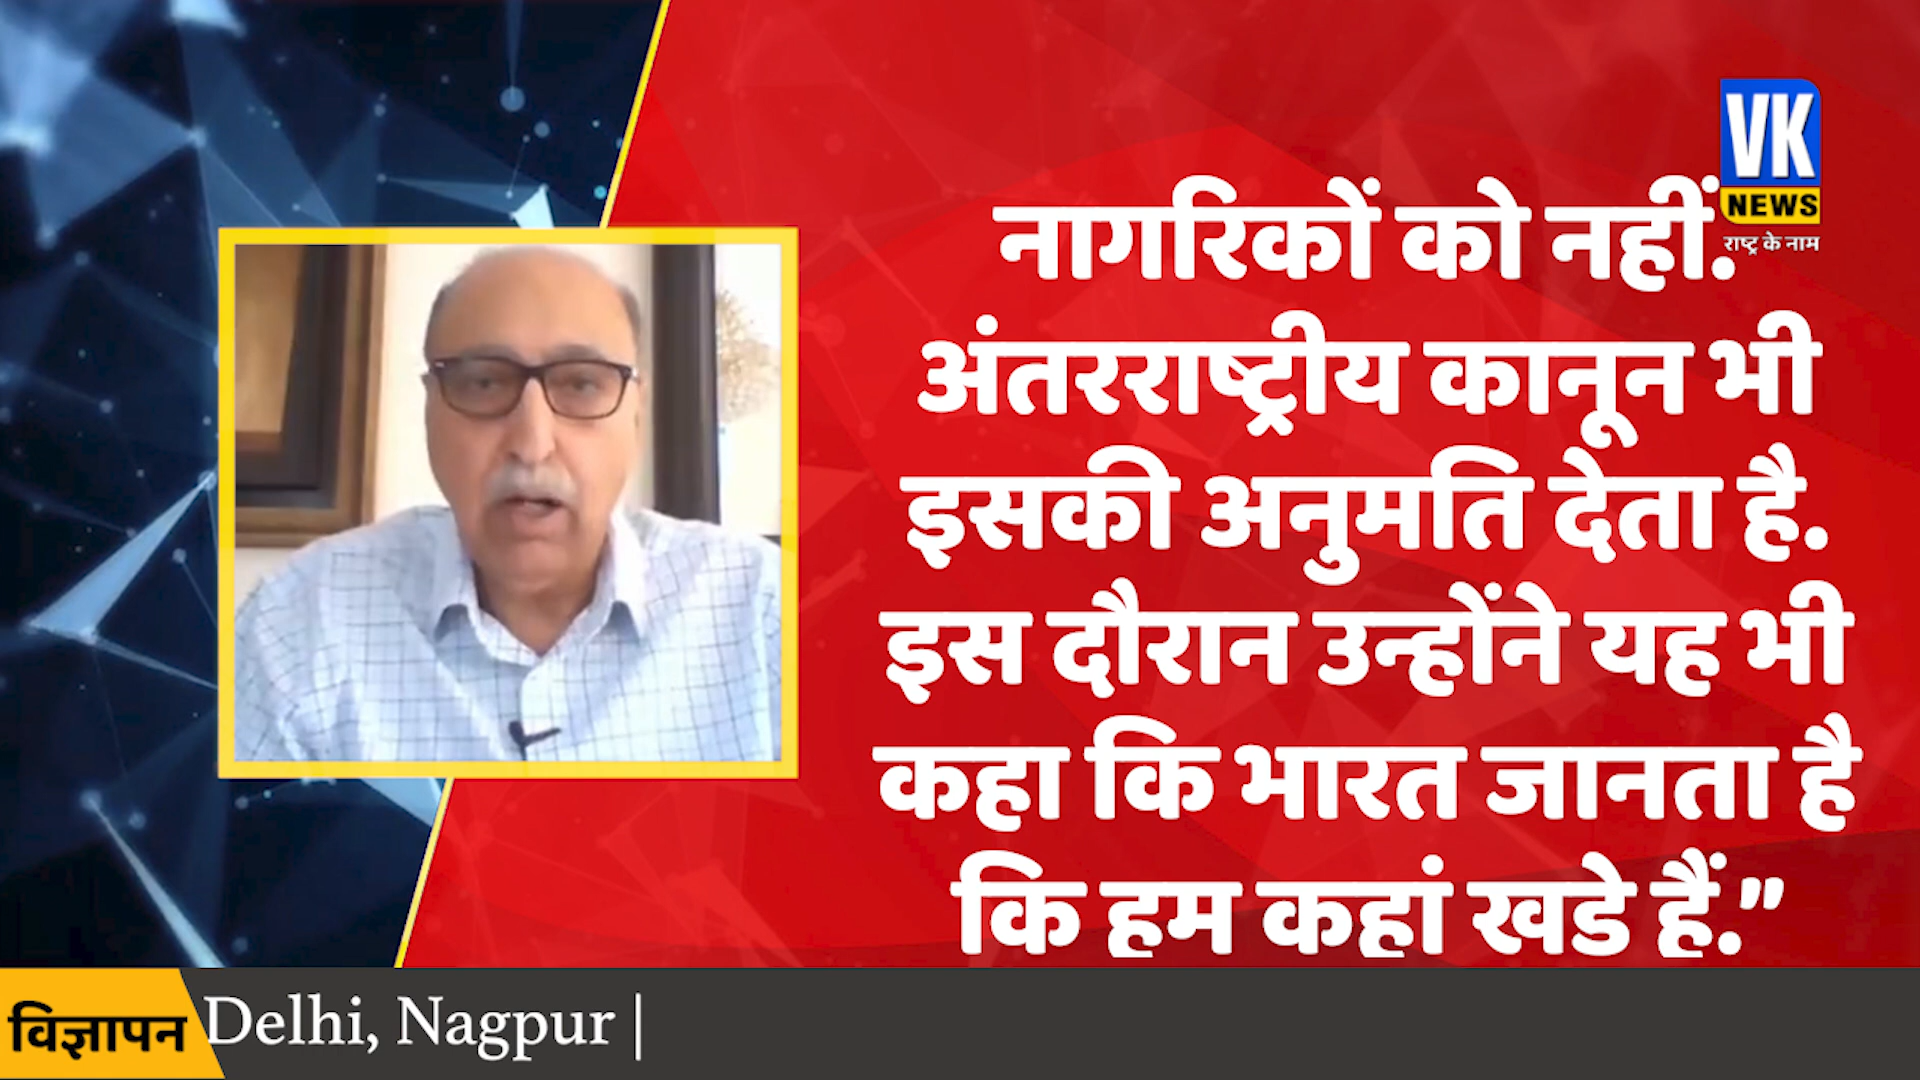 VK
NEWS
राष्ट्र के नाम
नागरिकों को नहीं.
अंतरराष्ट्रीय कानून भी
इसकी अनुमति देता है.
इस दौरान उन्होंने यह भी
कहा कि भारत जानता है
कि हम कहां खडे हैं.”
विज्ञापन Delhi, Nagpur |